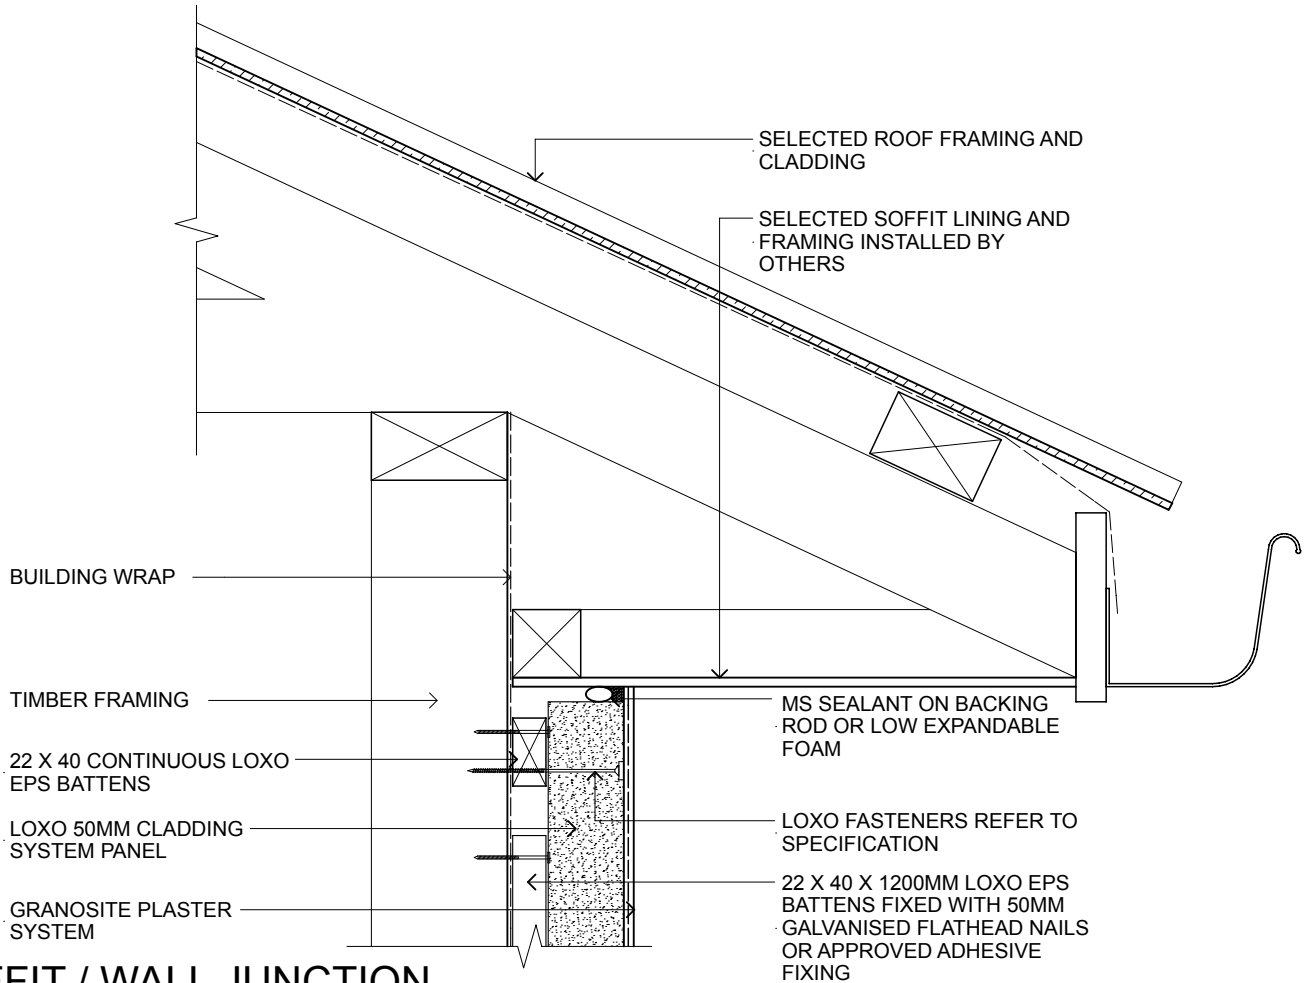 SELECTED ROOF FRAMING AND
CLADDING
SELECTED SOFFIT LINING AND
FRAMING INSTALLED BY
OTHERS
BUILDING WRAP
TIMBER FRAMING
22 X 40 CONTINUOUS LOXO
EPS BATTENS
LOXO 50MM CLADDING
SYSTEM PANEL
GRANOSITE PLASTER
SYSTEM
MS SEALANT ON BACKING
ROD OR LOW EXPANDABLE
FOAM
LOXO FASTENERS REFER TO
SPECIFICATION
22 X 40 X 1200MM LOXO EPS
BATTENS FIXED WITH 50MM
GALVANISED FLATHEAD NAILS
OR APPROVED ADHESIVE
FIXING
/ WALL JUNCTION